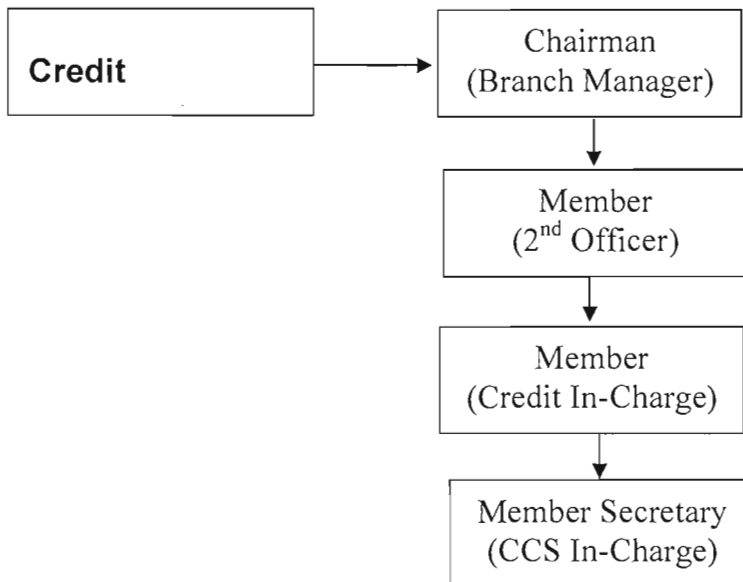 Credit
Chairman
(Branch Manager)
Member
(2nd Officer)
Member
(Credit In-Charge)
Member Secretary
(CCS In-Charge)